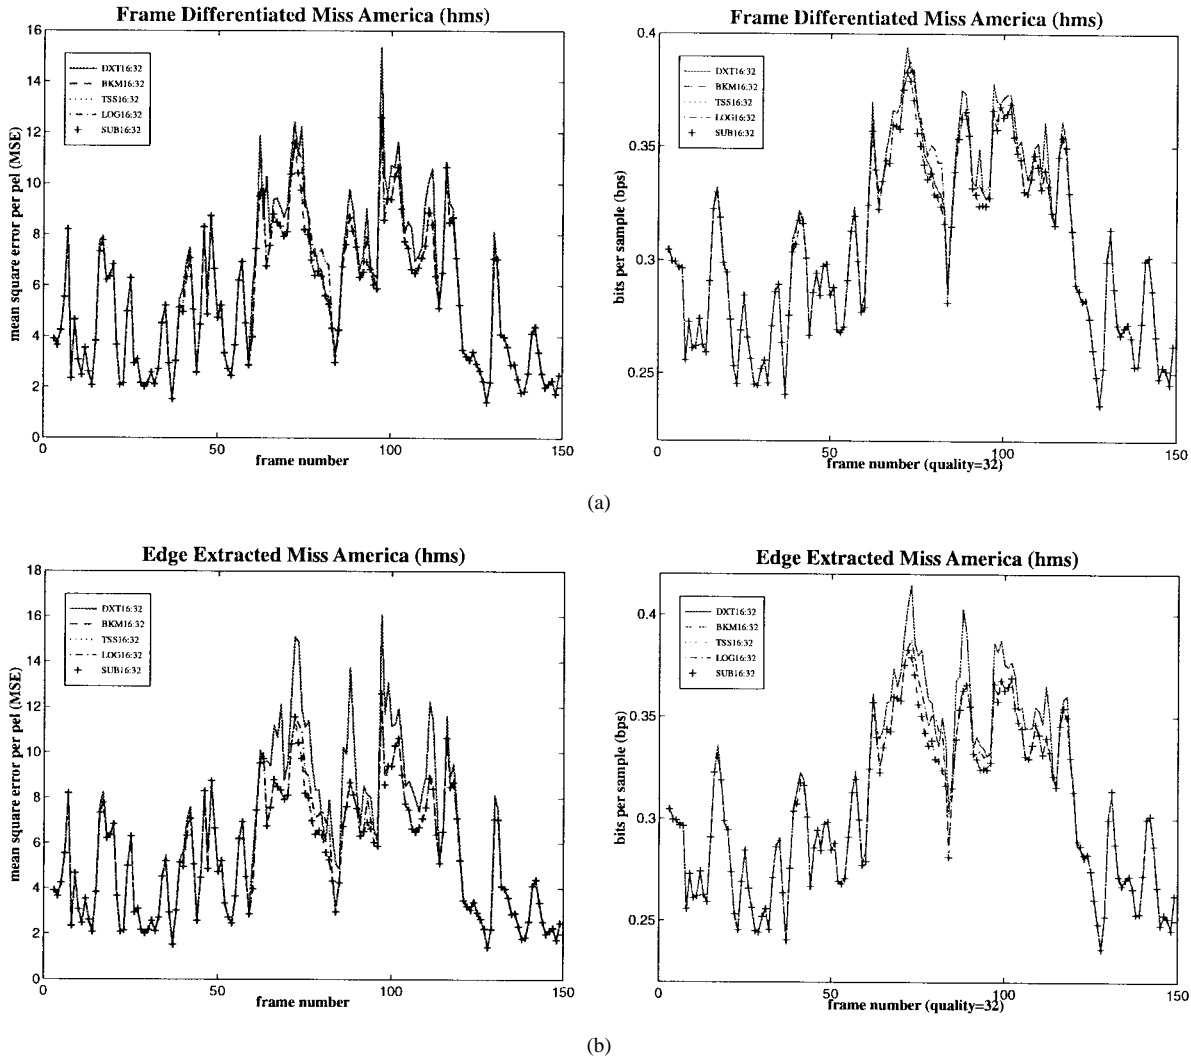 Frame Differentiated Miss America (hms)
16
14
12
10
8
6
4
2
0
mean square error per pel (MSE)
DXT16:32
BKM16:32
TSS16:32
LOG16:32
SUB16:32
0
50
100
150
frame number
Frame Differentiated Miss America (hms)
0.4
0.35
0.3
0.25
bits per sample (bps)
DXT16:32
BKM16:32
TSS16:32
LOG16:32
SUB16:32
0
50
100
150
frame number (quality=32)
(a)
Edge Extracted Miss America (hms)
18
16
14
12
10
8
6
4
2
0
mean square error per pel (MSE)
DXT16:32
BKM16:32
TSS16:32
LOG16:32
SUB16:32
0
50
100
150
frame number
Edge Extracted Miss America (hms)
0.4
0.35
0.3
0.25
bits per sample (bps)
DXT16:32
BKM16:32
TSS16:32
LOG16:32
SUB16:32
0
50
100
150
frame number (quality=32)
(b)